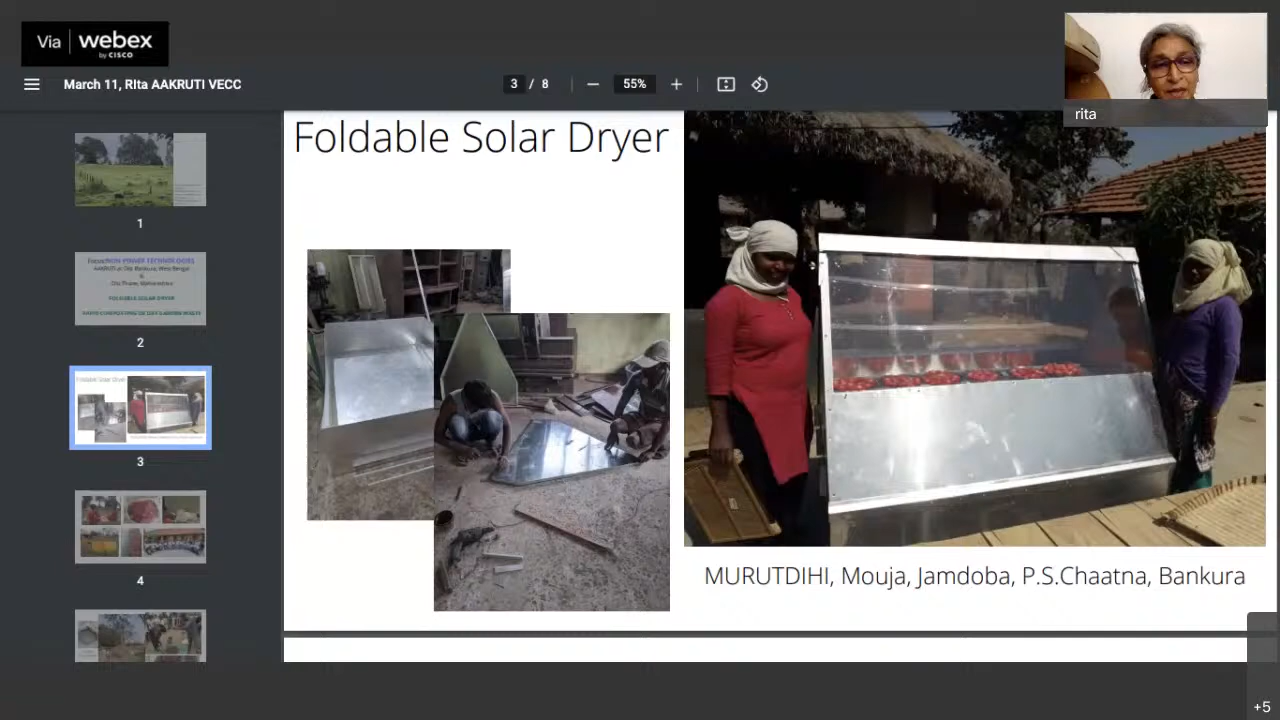 Via webex
by CISCO
March 11, RIta AAKRUTI VECC
3 / 8
55%
rita
Foldable Solar Dryer
1
2
FOLDABLE SOLAR DRYER
3
4
MURUTDIHI, Mouja, Jamdoba, P.S.Chaatna, Bankura
+5